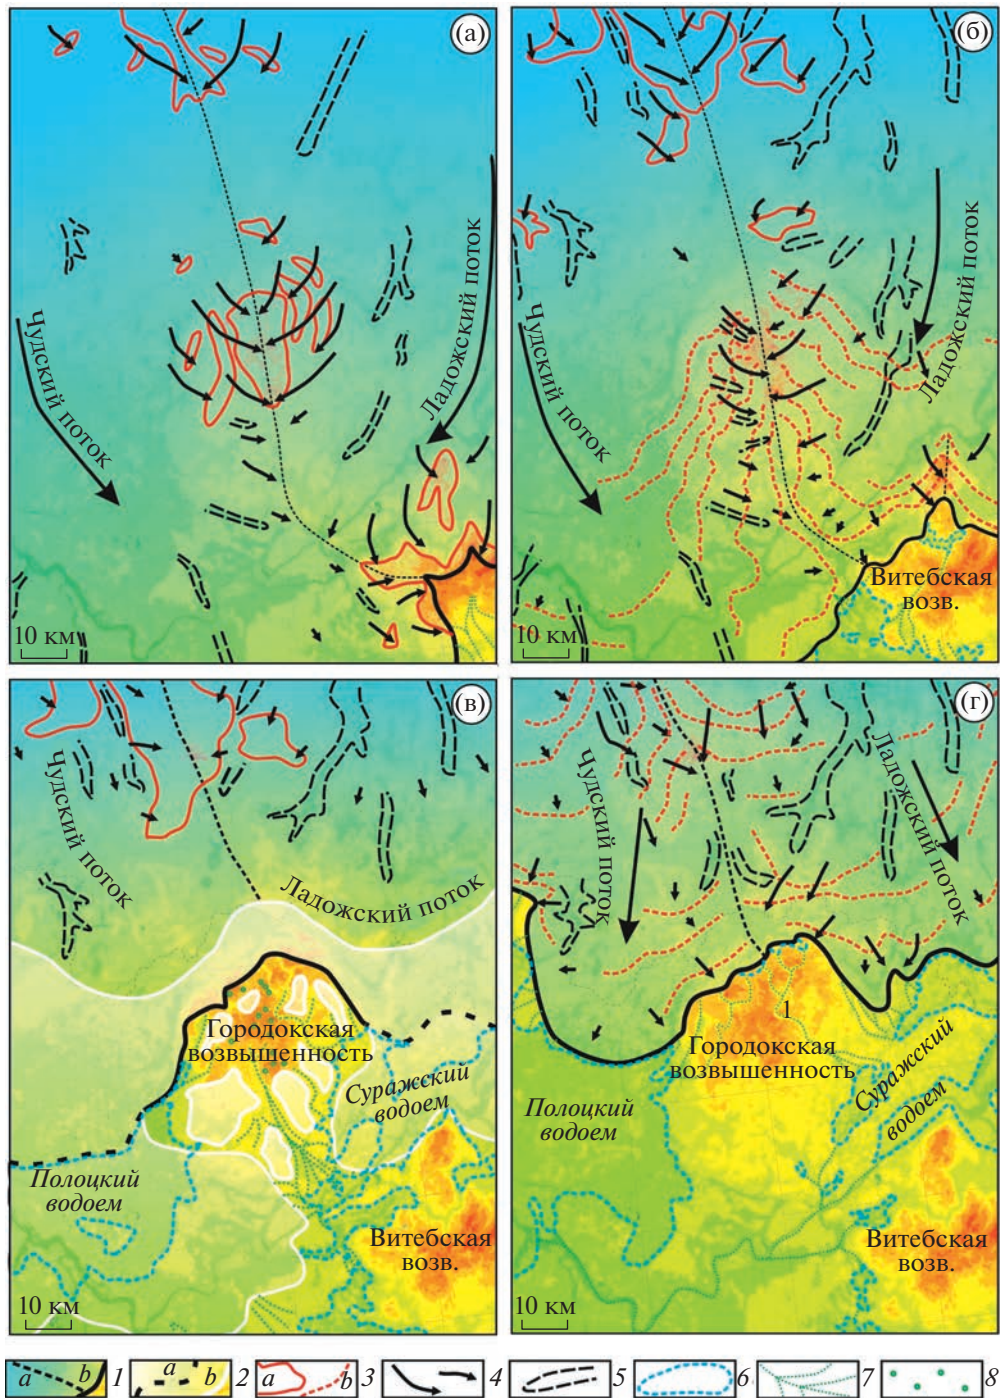 (а)
Чудский поток
Ладожский поток
10 км
(б)
Чудский поток
Ладожский поток
Витебская
возв.
10 км
(в)
Чудский поток
Ладожский поток
Городокская
возвышенность
Суражский
водоем
Полоцкий
водоем
Витебская
возв.
10 км
(г)
Чудский поток
Ладожский поток
1
Городокская
возвышенность
Суражский
водоем
Полоцкий
водоем
Витебская
возв.
10 км
a b 1 a b 2 a b 3 4 5 6 7 8